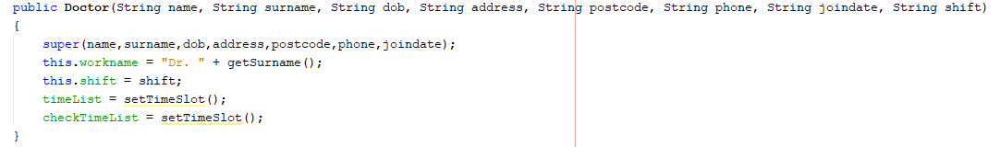 public Doctor(String name, String surname, String dob, String address, String postcode, String phone, String joindate, String shift)
{
super(name,surname,dob,address,postcode,phone,joindate);
this.workname = "Dr. " + getSurname();
this.shift = shift;
timeList = setTimeSlot();
checkTimeList = setTimeSlot();
}